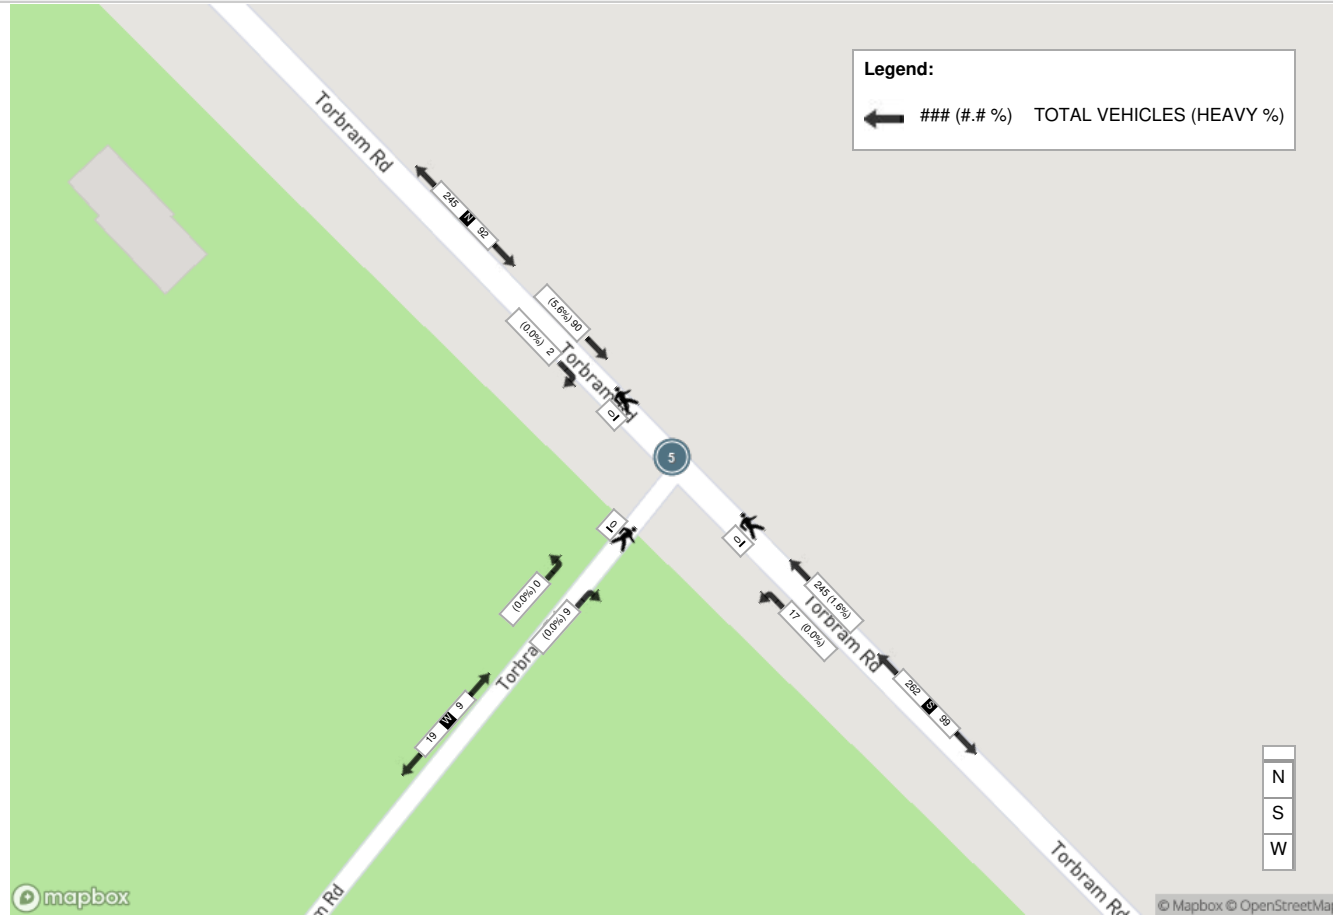 Legend:
### (#.# %) TOTAL VEHICLES (HEAVY %)
Torbram Rd
245 N 92
(5.6%) 90
(0.0%) 2
Torbram Rd
0
5
0
0
(0.0%) 0
(0.0%) 9
245 (1.6%)
17 (0.0%)
Torbram Rd
Torbra
262 S 99
19 W 9
N
S
W
Torbram Rd
m Rd
mapbox
© Mapbox © OpenStreetMap